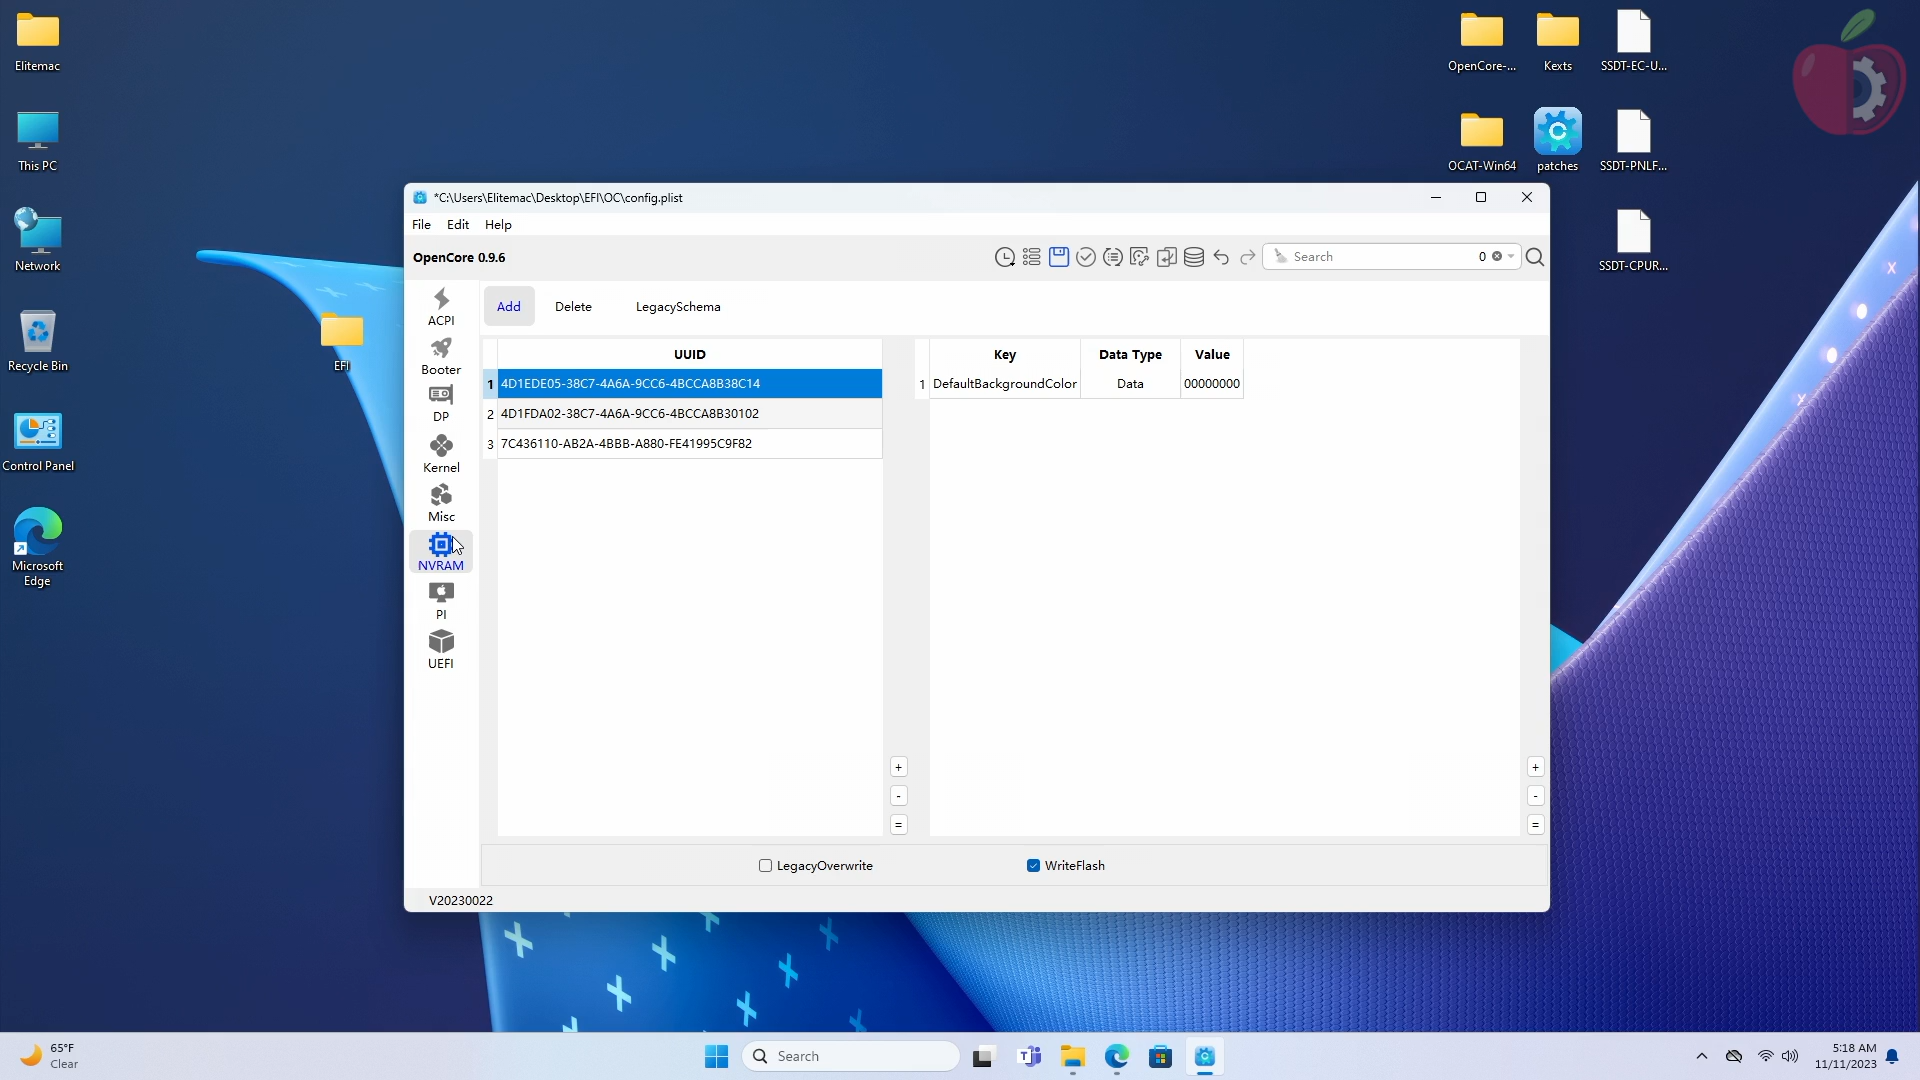 Elitemac
This PC
Network
Recycle Bin
Control Panel
Microsoft
Edge
EFI
OpenCore-...
Kexts
SSDT-EC-U...
OCAT-Win64
patches
SSDT-PNLF...
SSDT-CPUR...
*C:\Users\Elitemac\Desktop\EFI\OC\config.plist
File Edit Help
OpenCore 0.9.6
Search 0
ACPI
Booter
DP
Kernel
Misc
NVRAM
PI
UEFI
Add Delete LegacySchema
UUID
1 4D1EDE05-38C7-4A6A-9CC6-4BCCA8B38C14
2 4D1FDA02-38C7-4A6A-9CC6-4BCCA8B30102
3 7C436110-AB2A-4BBB-A880-FE41995C9F82
+
-
=
Key Data Type Value
1 DefaultBackgroundColor Data 00000000
+
-
=
LegacyOverwrite WriteFlash
V20230022
65°F
Clear
Search
5:18 AM
11/11/2023